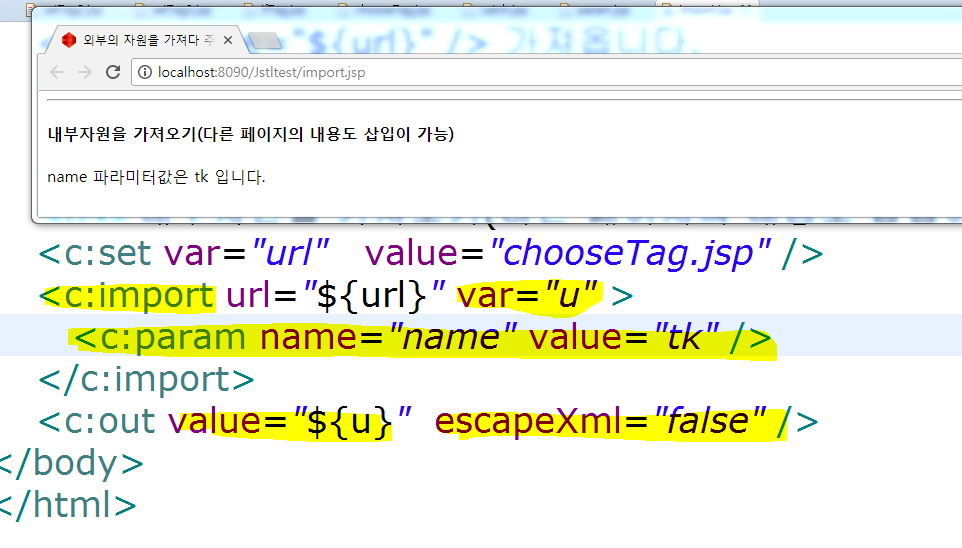 "${url}" /> 가져옵니다.
외부의 자원을 가져다 주
localhost:8090/Jstltest/import.jsp
내부자원을 가져오기(다른 페이지의 내용도 삽입이 가능)
name 파라미터값은 tk 입니다.
<c:set var="url" value="chooseTag.jsp" />
<c:import url="${url}" var="u" >
<c:param name="name" value="tk" />
</c:import>
<c:out value="${u}" escapeXml="false" />
</body>
</html>